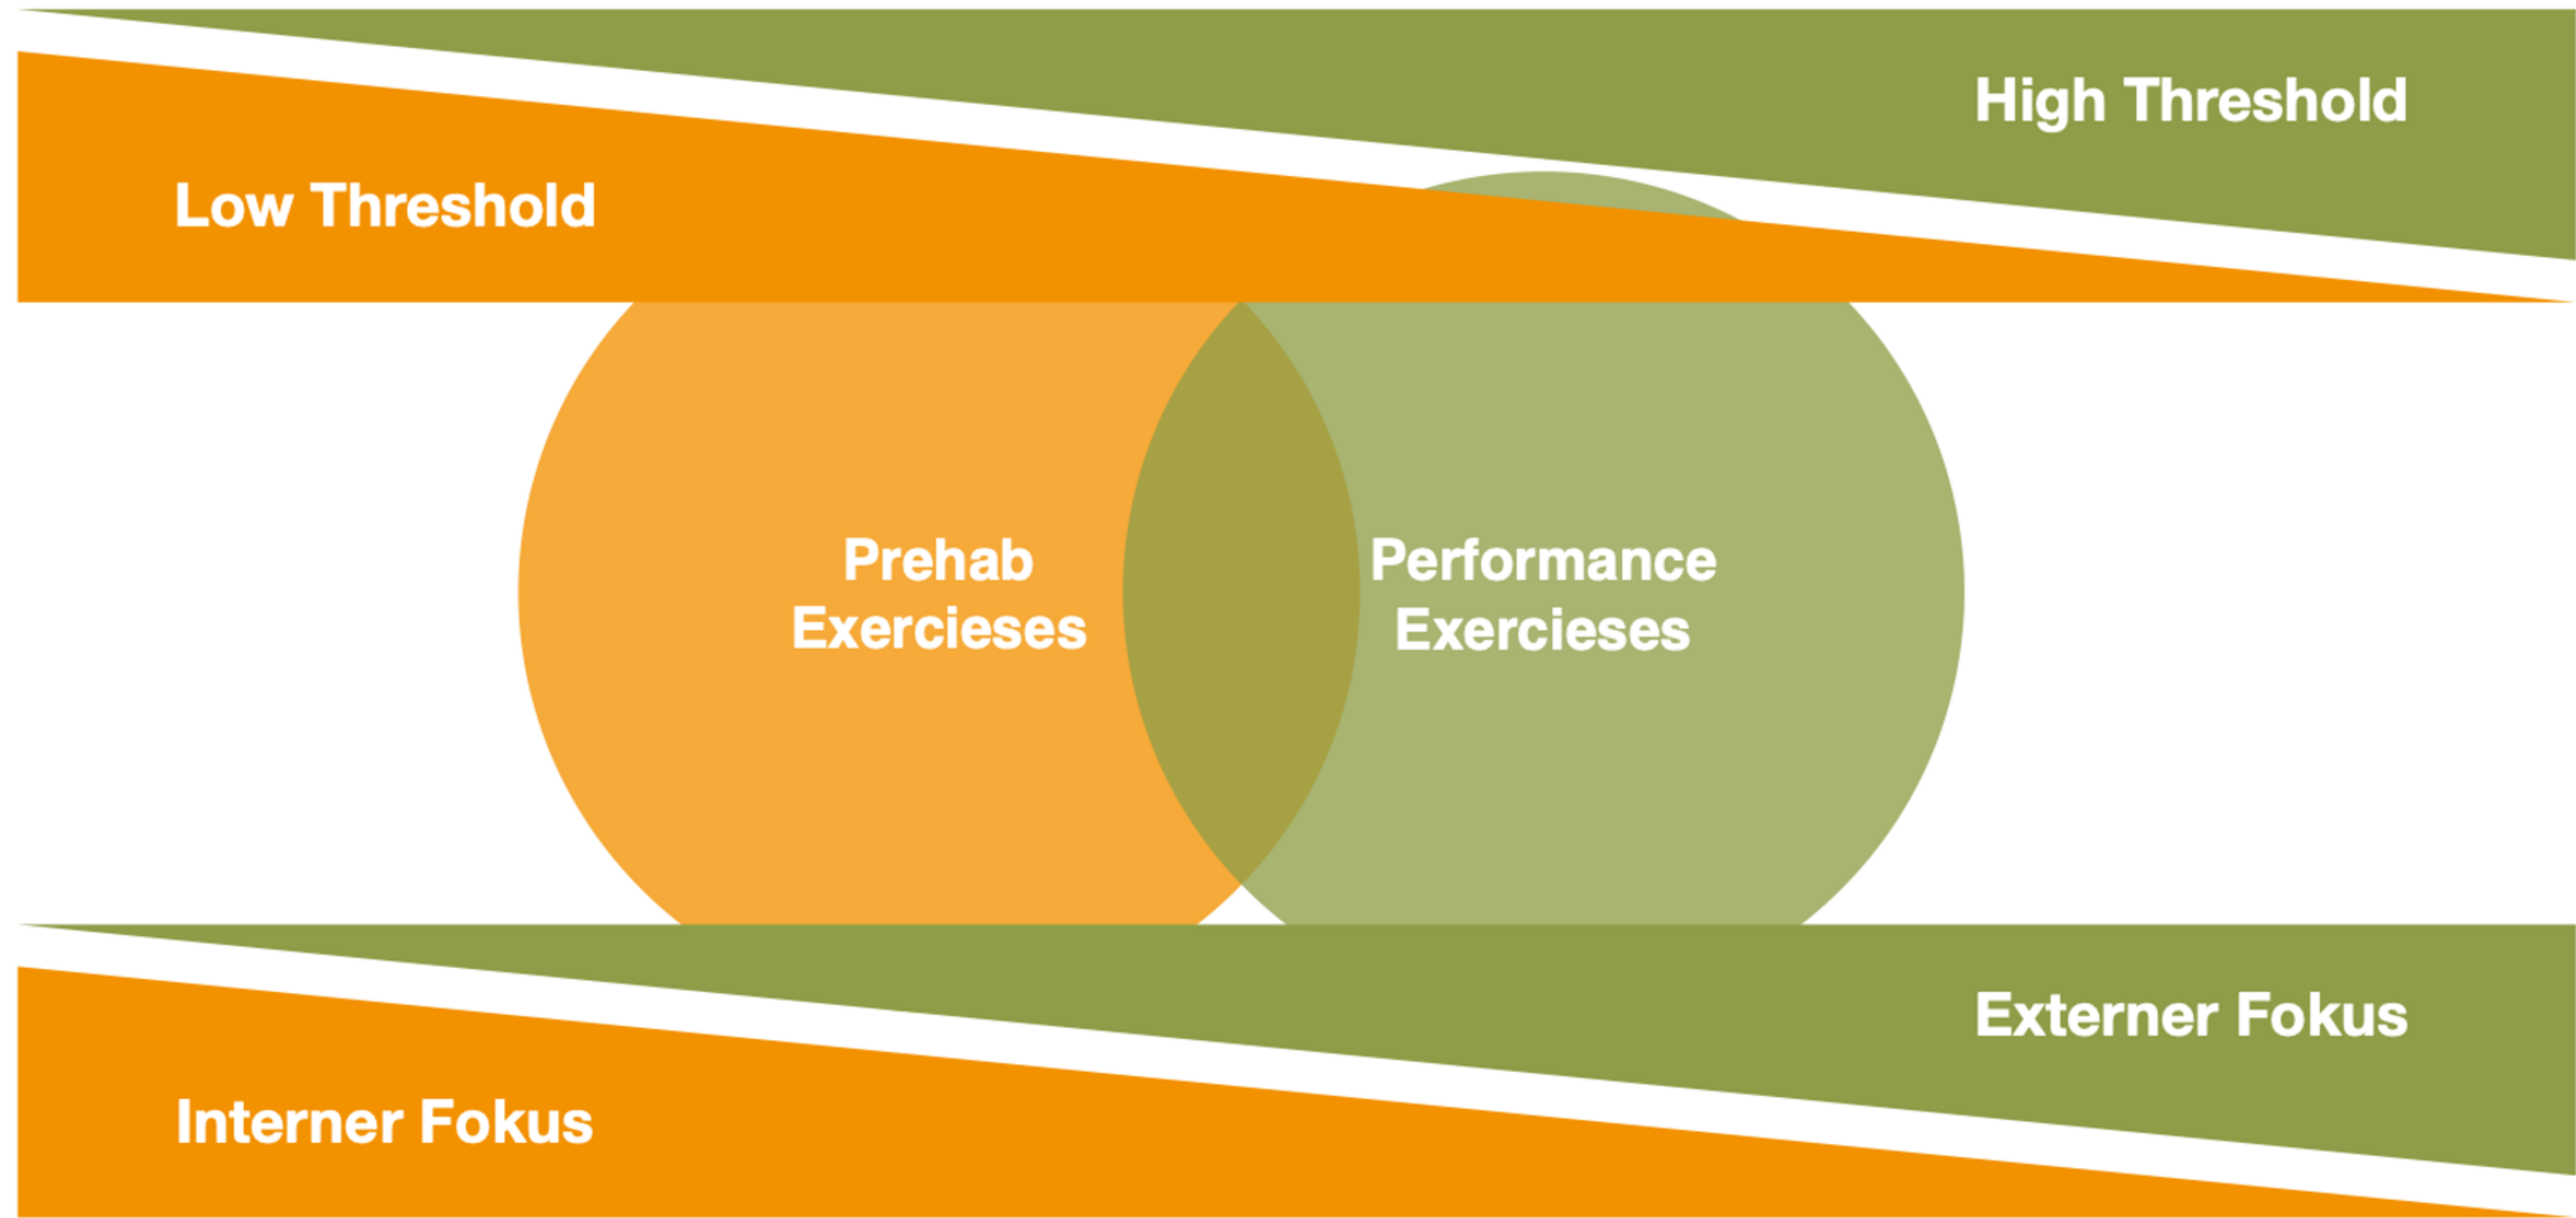 High Threshold
Low Threshold
Prehab
Exercieses
Performance
Exercieses
Externer Fokus
Interner Fokus